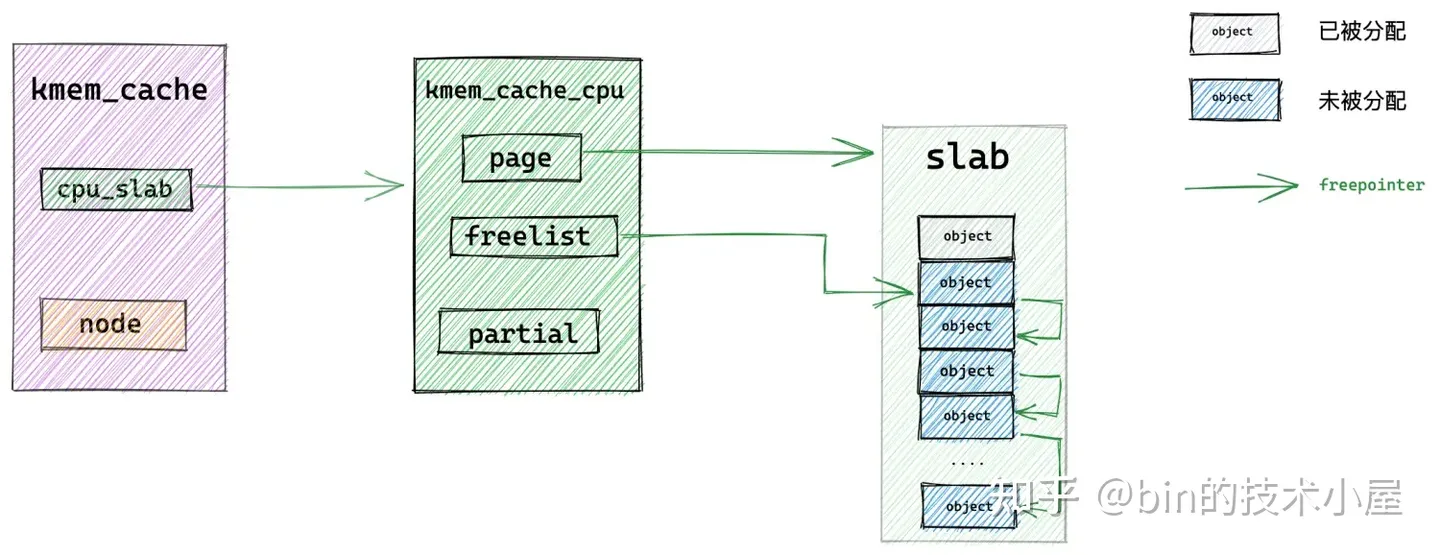 kmem_cache
cpu_slab
node
kmem_cache_cpu
page
freelist
partial
slab
object
object
object
object
object
....
object
object 已被分配
object 未被分配
freepointer
知乎 @bin的技术小屋